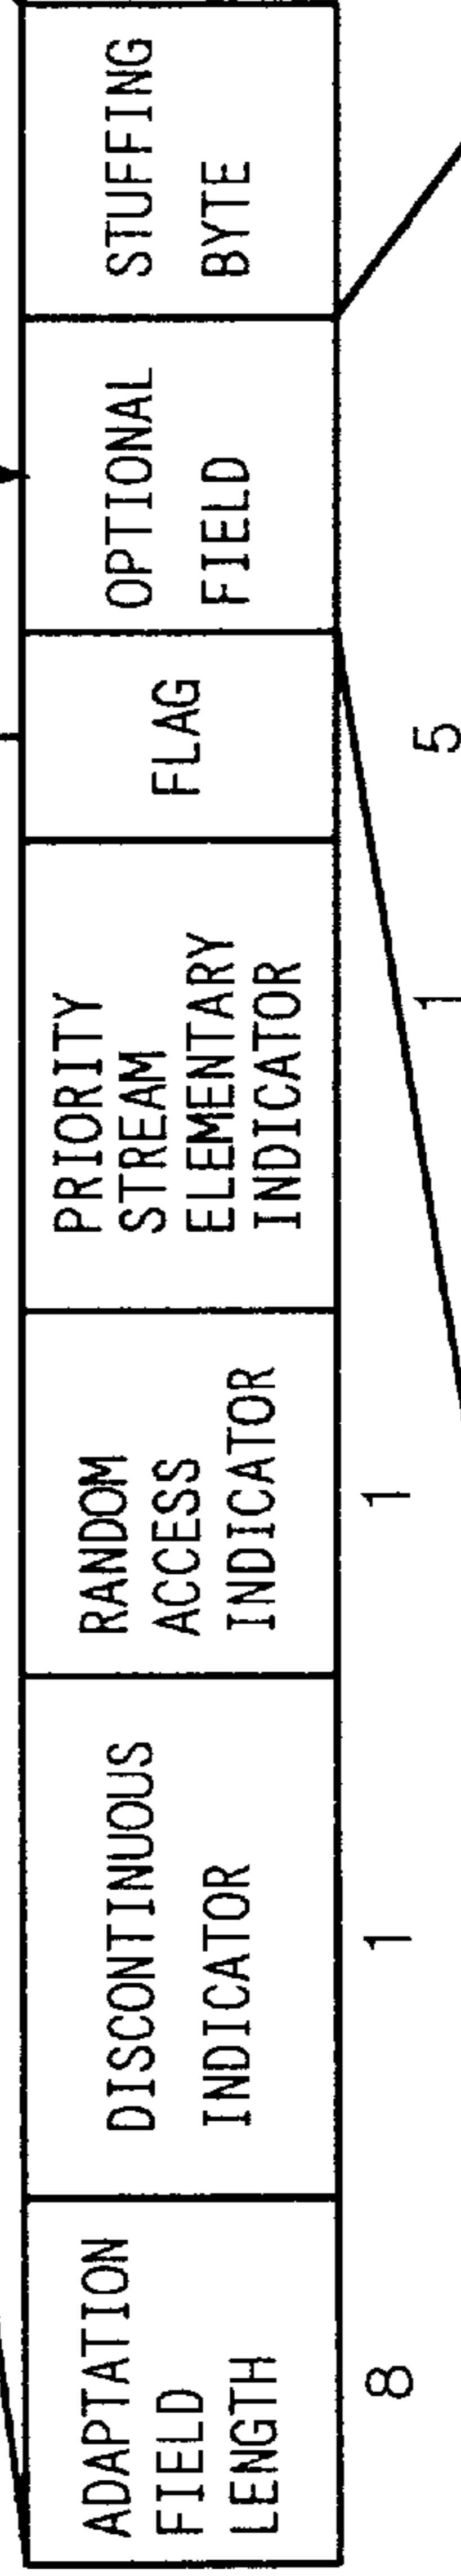 ADAPTATION
FIELD
LENGTH
DISCONTINUOUS
INDICATOR
RANDOM
ACCESS
INDICATOR
PRIORITY
STREAM
ELEMENTARY
INDICATOR
FLAG
OPTIONAL
FIELD
STUFFING
BYTE
8
1
1
1
5